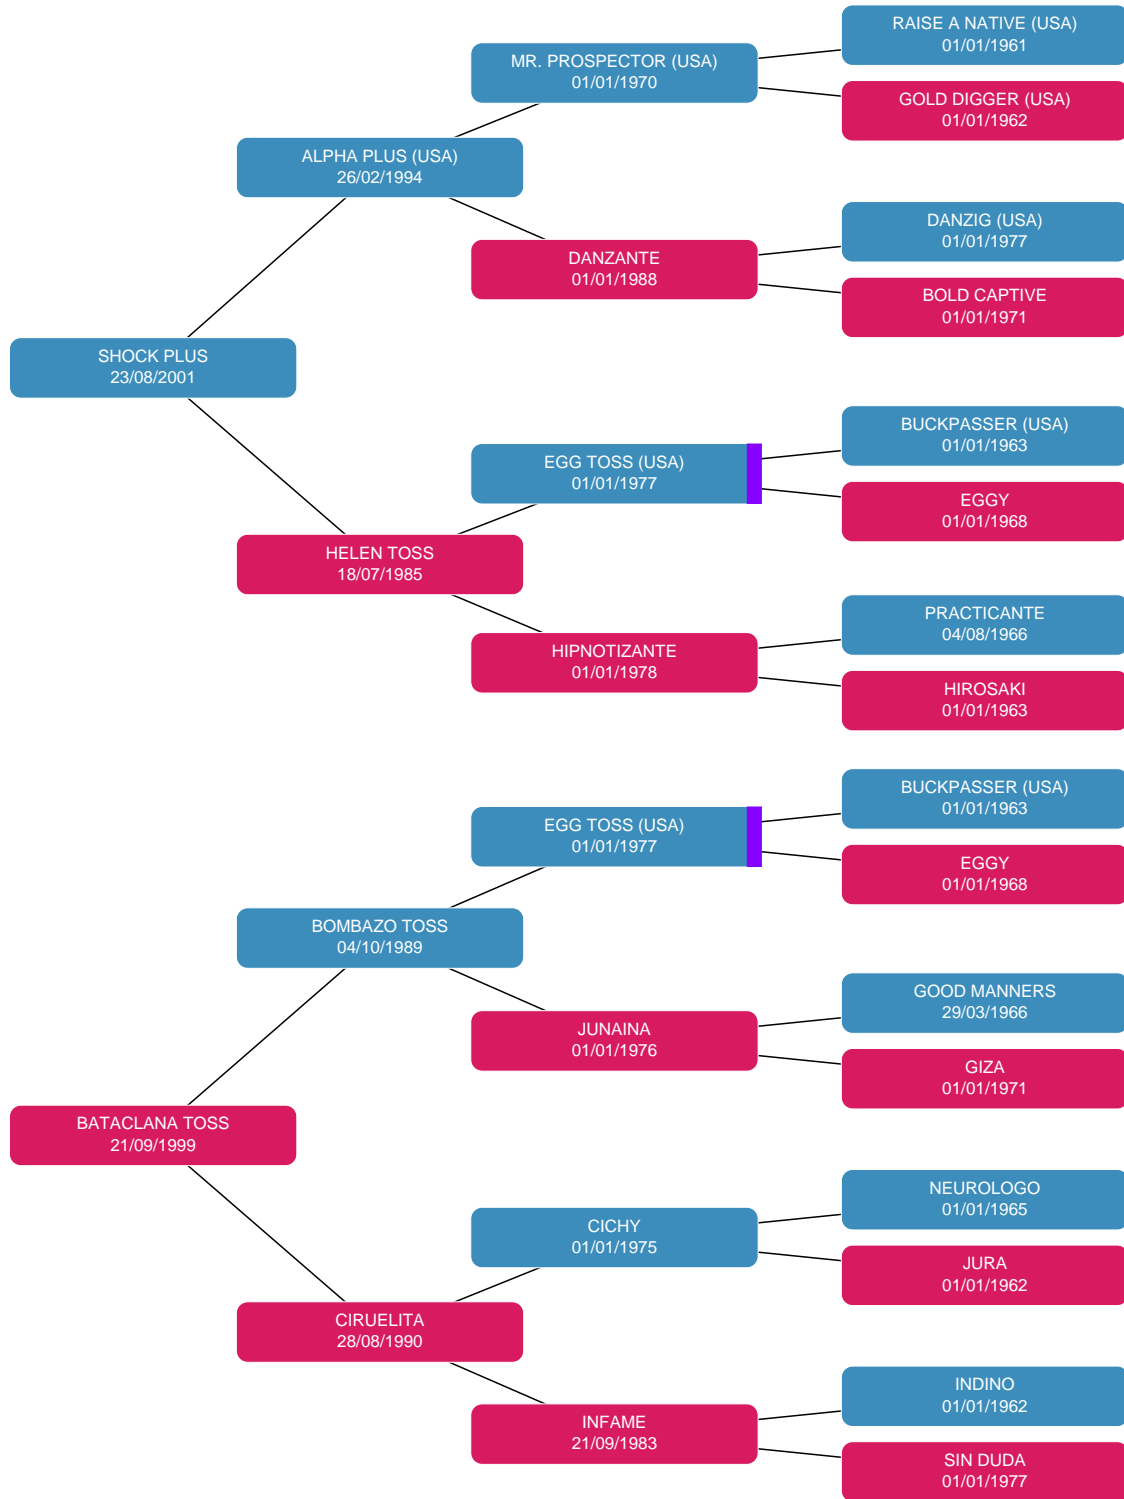 RAISE A NATIVE (USA)
01/01/1961
MR. PROSPECTOR (USA)
01/01/1970
GOLD DIGGER (USA)
01/01/1962
ALPHA PLUS (USA)
26/02/1994
DANZIG (USA)
01/01/1977
DANZANTE
01/01/1988
BOLD CAPTIVE
01/01/1971
SHOCK PLUS
23/08/2001
BUCKPASSER (USA)
01/01/1963
EGG TOSS (USA)
01/01/1977
EGGY
01/01/1968
HELEN TOSS
18/07/1985
PRACTICANTE
04/08/1966
HIPNOTIZANTE
01/01/1978
HIROSAKI
01/01/1963
BUCKPASSER (USA)
01/01/1963
EGG TOSS (USA)
01/01/1977
EGGY
01/01/1968
BOMBAZO TOSS
04/10/1989
GOOD MANNERS
29/03/1966
JUNAINA
01/01/1976
GIZA
01/01/1971
BATACLANA TOSS
21/09/1999
NEUROLOGO
01/01/1965
CICHY
01/01/1975
JURA
01/01/1962
CIRUELITA
28/08/1990
INDINO
01/01/1962
INFAME
21/09/1983
SIN DUDA
01/01/1977